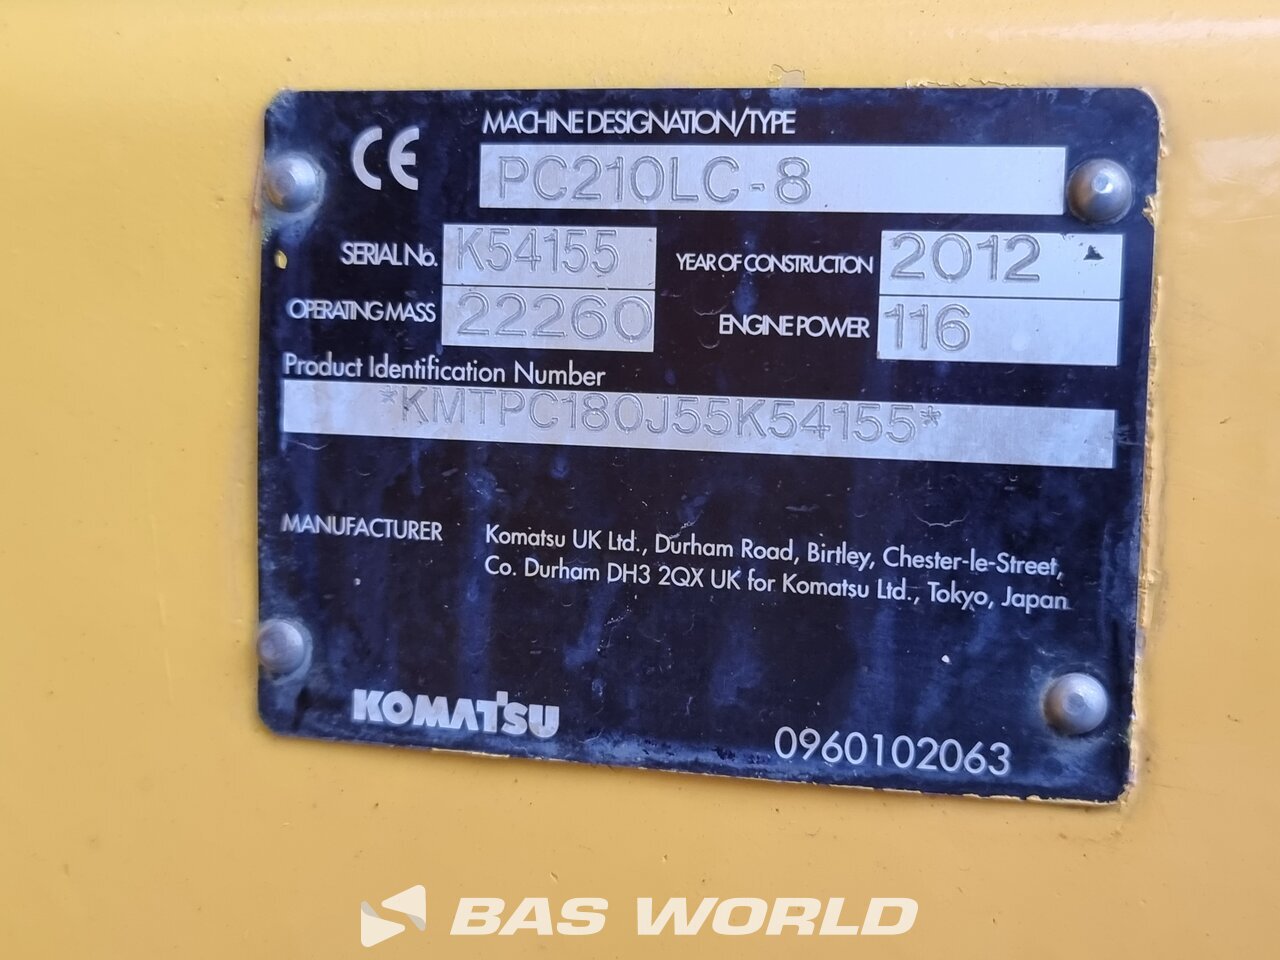 CE
MACHINE DESIGNATION/TYPE
PC210LC-8
SERIAL No. K54155
YEAR OF CONSTRUCTION 2012
OPERATING MASS 22260
ENGINE POWER 116
Product Identification Number
*KMTPC180J55K54155*
MANUFACTURER
Komatsu UK Ltd., Durham Road, Birtley, Chester-le-Street,
Co. Durham DH3 2QX UK for Komatsu Ltd., Tokyo, Japan
KOMATSU
0960102063
BAS WORLD